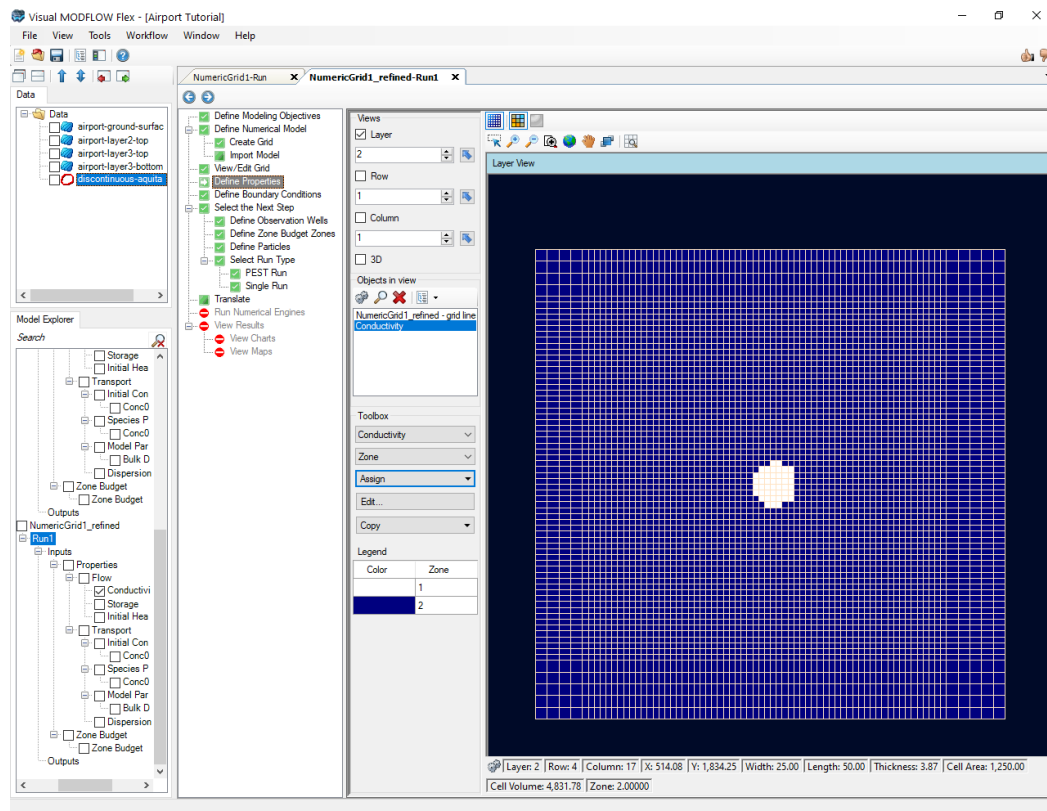 Visual MODFLOW Flex - [Airport Tutorial]
File View Tools Workflow Window Help
NumericGrid1-Run
NumericGrid1_refined-Run1
Data
Data
airport-ground-surfac
airport-layer2-top
airport-layer3-top
airport-layer3-bottom
discontinuous-aquita
Model Explorer
Search
Storage
Initial Hea
Transport
Initial Con
Conc0
Species P
Conc0
Model Par
Bulk D
Dispersion
Zone Budget
Zone Budget
Outputs
NumericGrid1_refined
Run1
Inputs
Properties
Flow
Conductivi
Storage
Initial Hea
Transport
Initial Con
Conc0
Species P
Conc0
Model Par
Bulk D
Dispersion
Zone Budget
Zone Budget
Outputs
Define Modeling Objectives
Define Numerical Model
Create Grid
Import Model
View/Edit Grid
Define Properties
Define Boundary Conditions
Select the Next Step
Define Observation Wells
Define Zone Budget Zones
Define Particles
Select Run Type
PEST Run
Single Run
Translate
Run Numerical Engines
View Results
View Charts
View Maps
Views
Layer
2
Row
1
Column
1
3D
Objects in view
NumericGrid1_refined - grid line
Conductivity
Toolbox
Conductivity
Zone
Assign
Edit...
Copy
Legend
Color Zone
1
2
Layer View
Layer: 2 Row: 4 Column: 17 X: 514.08 Y: 1,834.25 Width: 25.00 Length: 50.00 Thickness: 3.87 Cell Area: 1,250.00
Cell Volume: 4,831.78 Zone: 2.00000